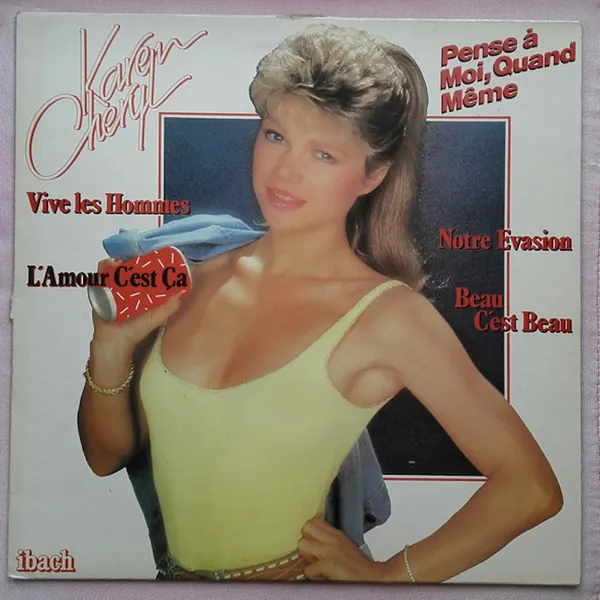 Karen
Cheryl
Pense à
Moi, Quand
Même
Vive les Hommes
L'Amour C'est Ça
Notre Evasion
Beau
C'est Beau
ibach